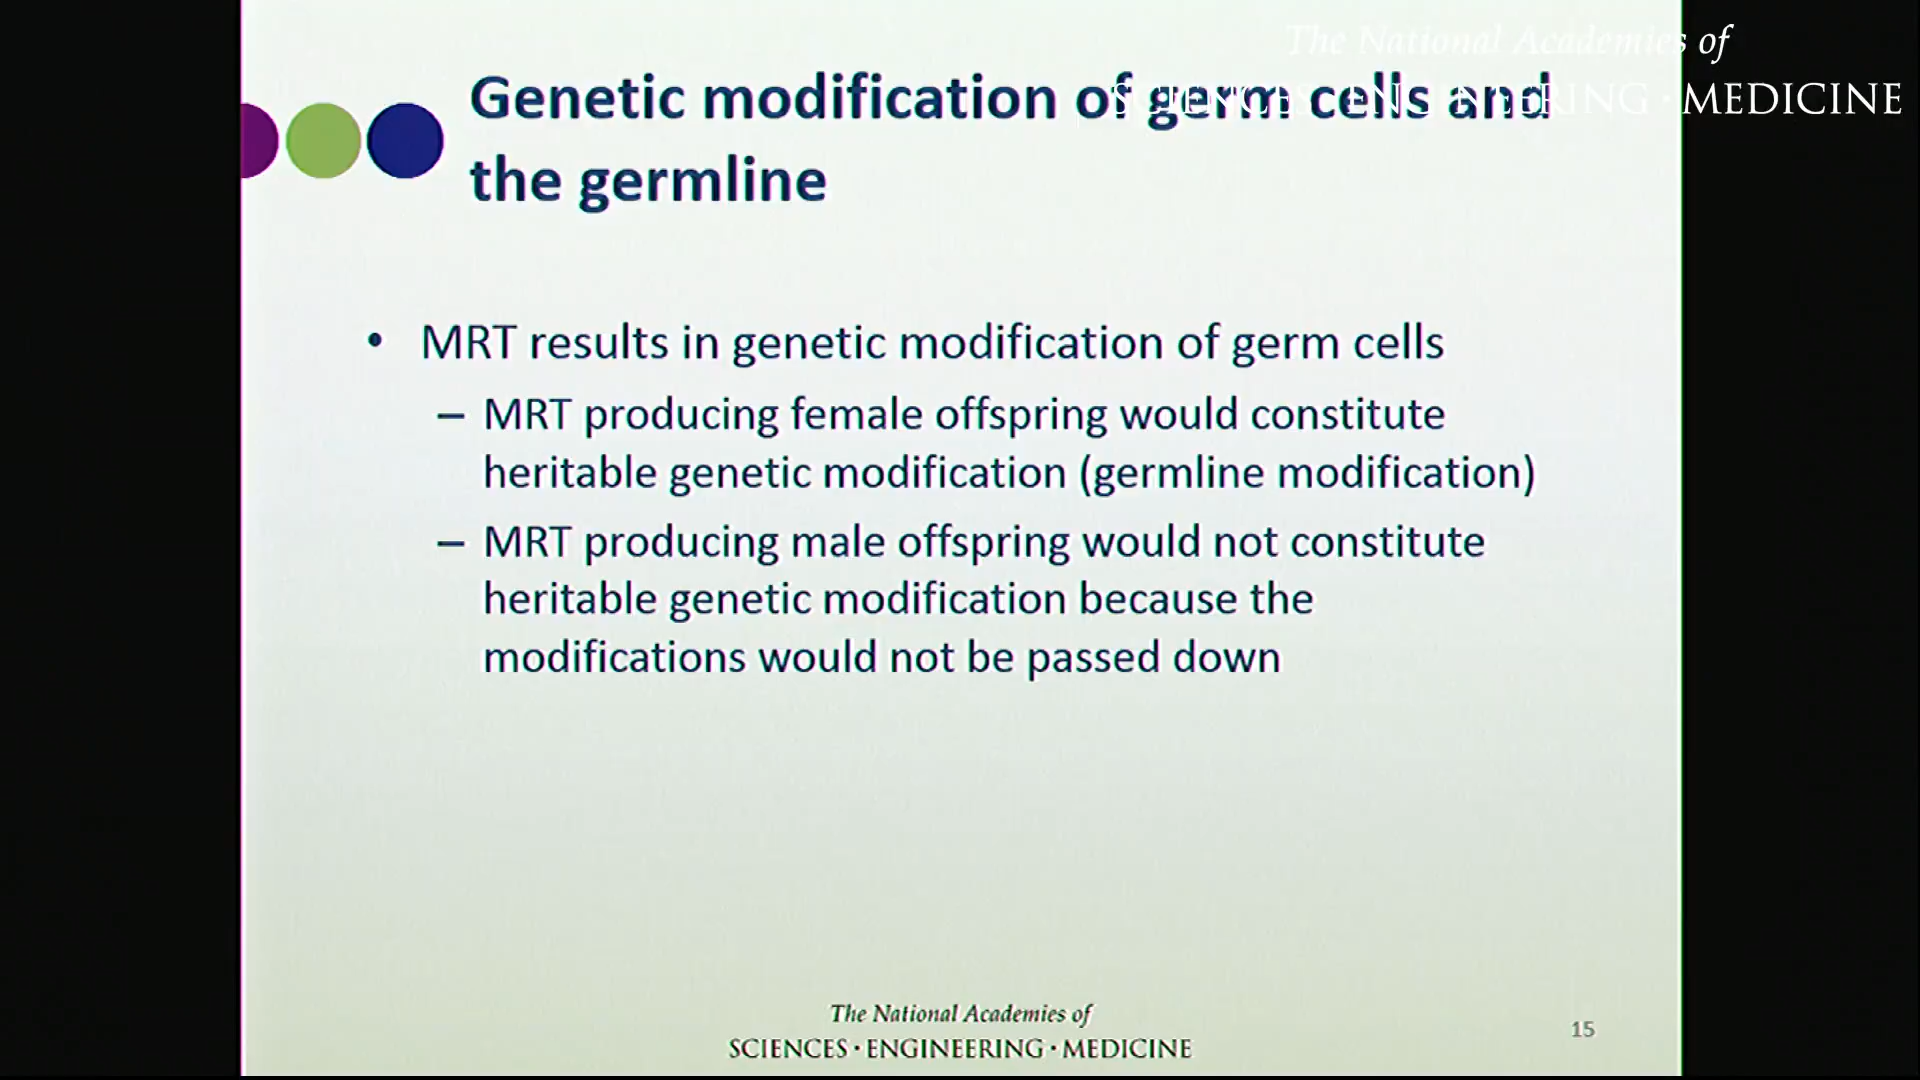 The National Academies of
SCIENCES · ENGINEERING · MEDICINE
Genetic modification of germ cells and
the germline
• MRT results in genetic modification of germ cells
– MRT producing female offspring would constitute
heritable genetic modification (germline modification)
– MRT producing male offspring would not constitute
heritable genetic modification because the
modifications would not be passed down
The National Academies of
SCIENCES · ENGINEERING · MEDICINE
15